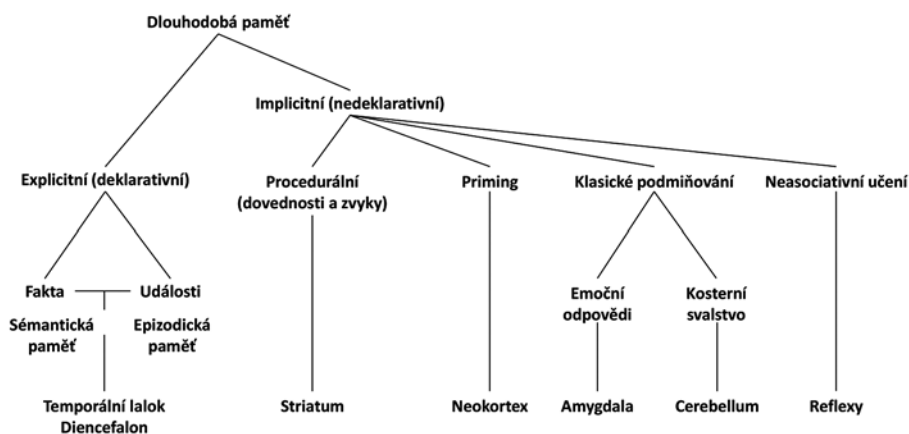 Dlouhodobá paměť
Implicitní (nedeklarativní)
Explicitní (deklarativní)
Procedurální
(dovednosti a zvyky)
Priming
Klasické podmiňování
Neasociativní učení
Fakta
Události
Sémantická
paměť
Epizodická
paměť
Emoční
odpovědi
Kosterní
svalstvo
Temporální lalok
Diencefalon
Striatum
Neokortex
Amygdala
Cerebellum
Reflexy